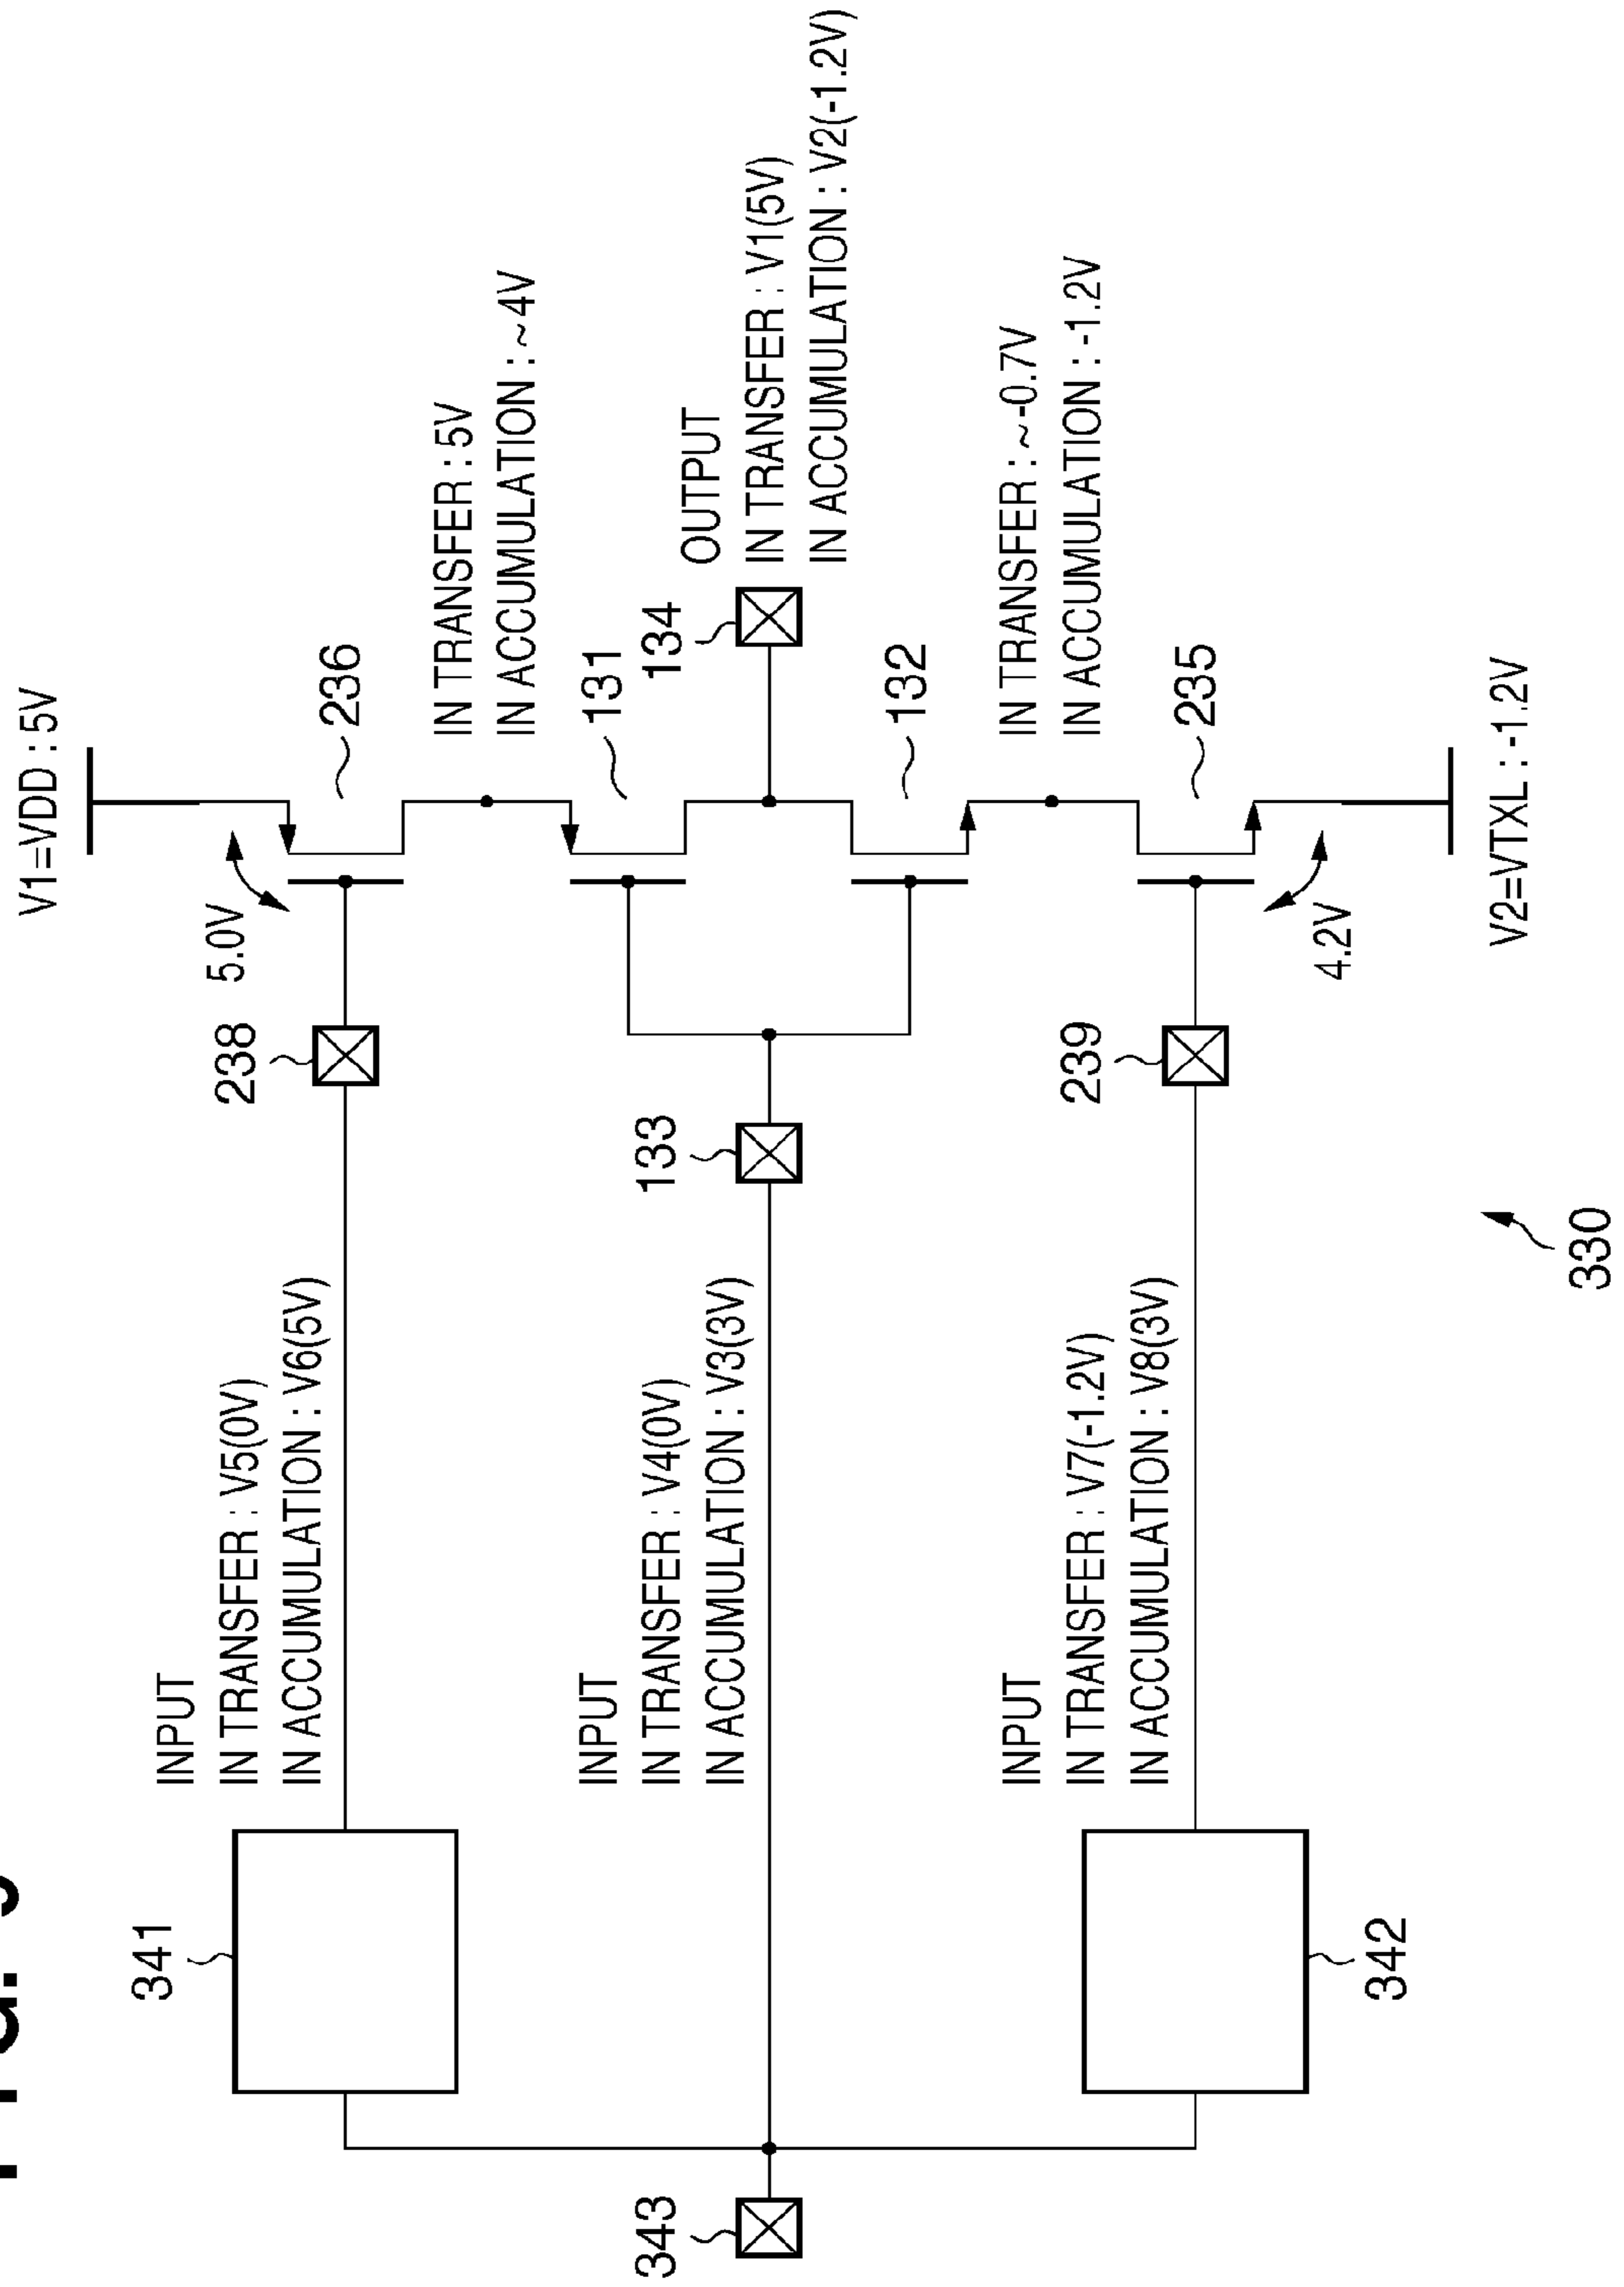 V1=VDD : 5V
5.0V
236
238
341
INPUT
IN TRANSFER : V5(0V)
IN ACCUMULATION : V6(5V)
IN TRANSFER : 5V
IN ACCUMULATION : ~4V
131
133
134
OUTPUT
IN TRANSFER : V1(5V)
IN ACCUMULATION : V2(-1.2V)
343
INPUT
IN TRANSFER : V4(0V)
IN ACCUMULATION : V3(3V)
132
IN TRANSFER : ~-0.7V
IN ACCUMULATION : -1.2V
239
235
INPUT
IN TRANSFER : V7(-1.2V)
IN ACCUMULATION : V8(3V)
342
4.2V
V2=VTXL : -1.2V
330